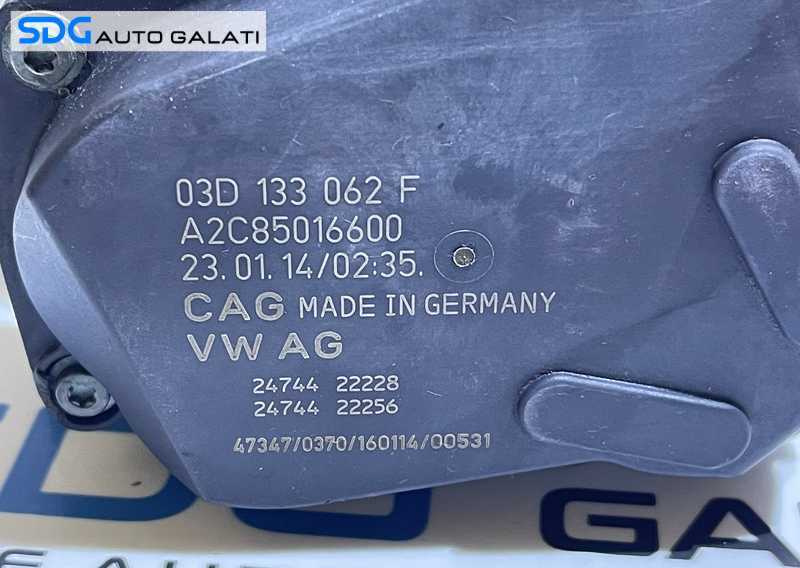 SDG AUTO GALATI
03D 133 062 F
A2C85016600
23.01.14/02:35.
CAG MADE IN GERMANY
VW AG
24744 22228
24744 22256
47347/0370/160114/00531